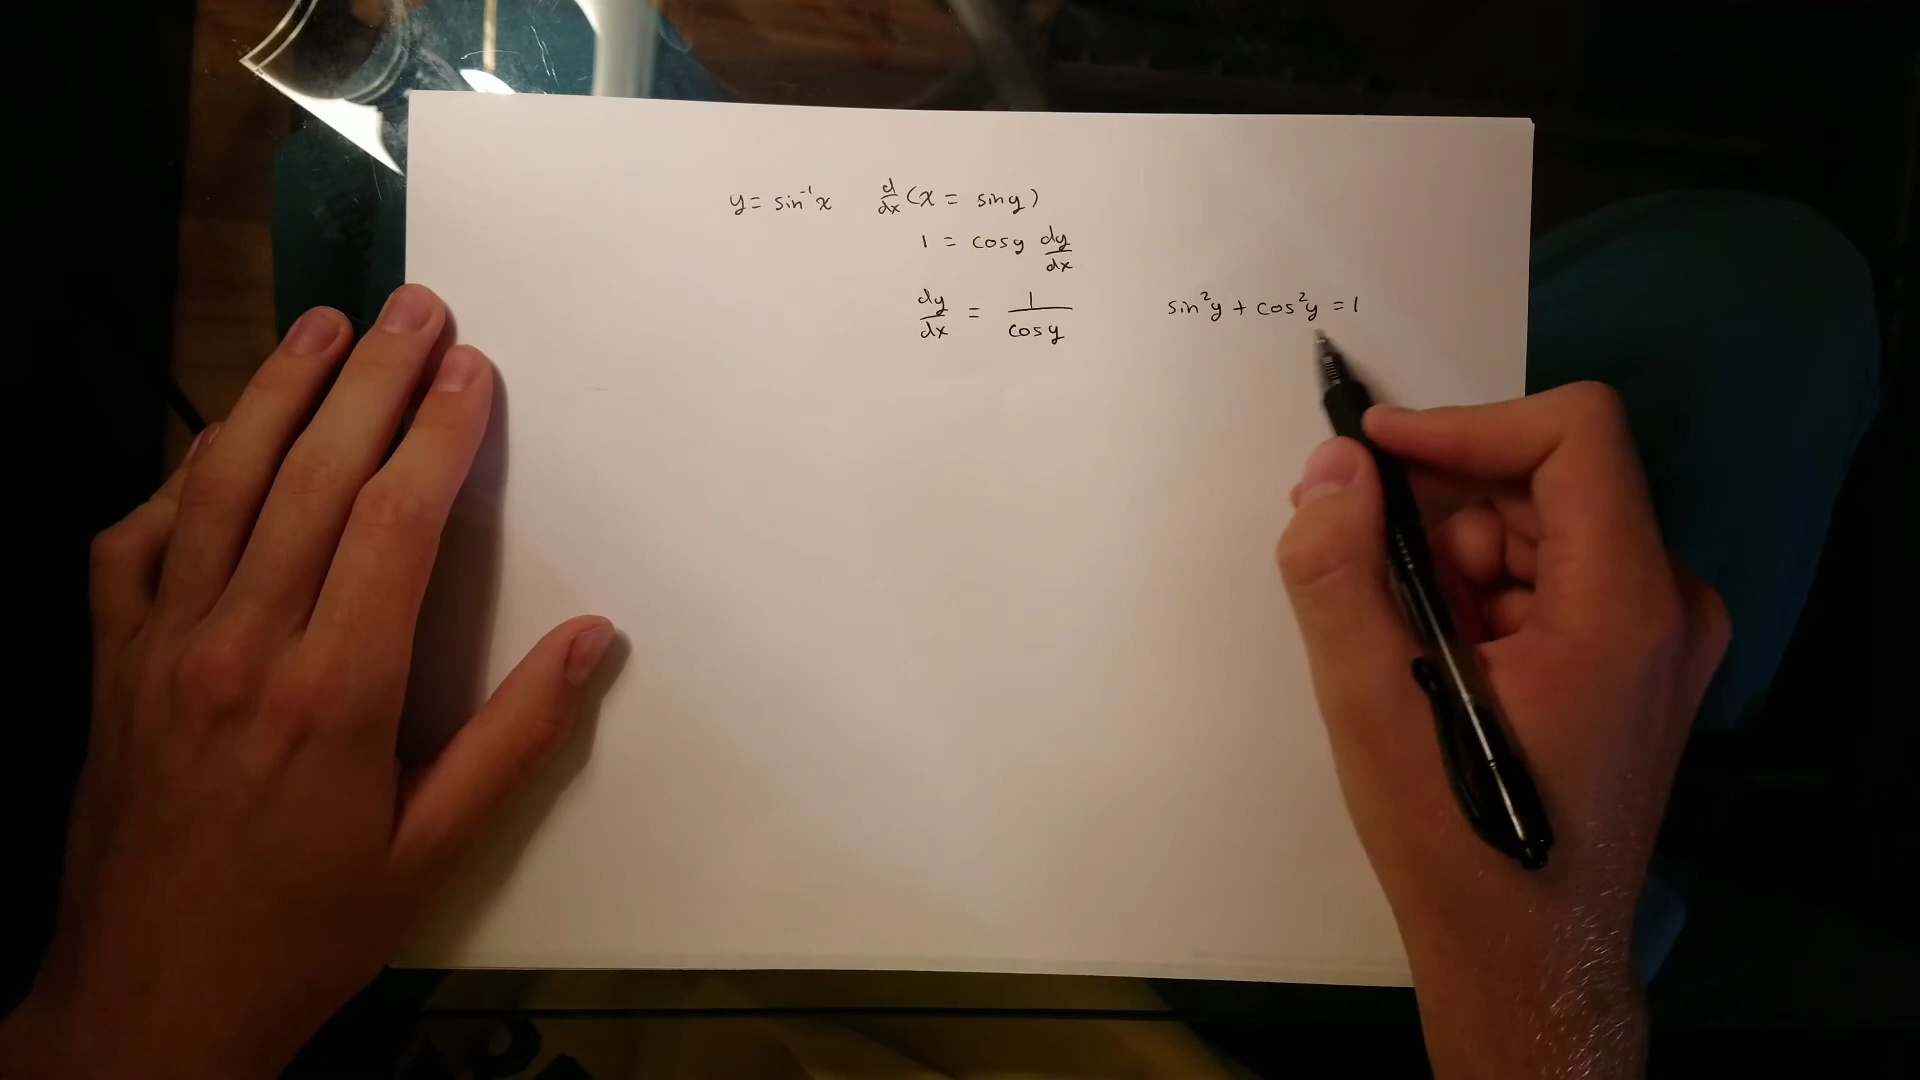 y = sin⁻¹x d/dx (x = sin y)
1 = cos y dy/dx
dy/dx = 1/cos y sin²y + cos²y = 1